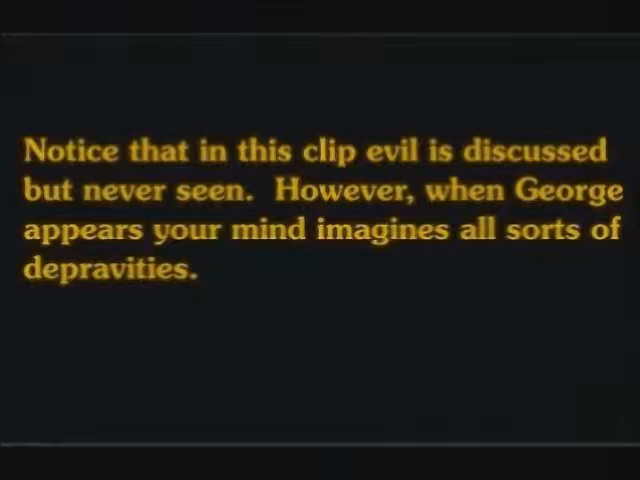 Notice that in this clip evil is discussed
but never seen.  However, when George
appears your mind imagines all sorts of
depravities.